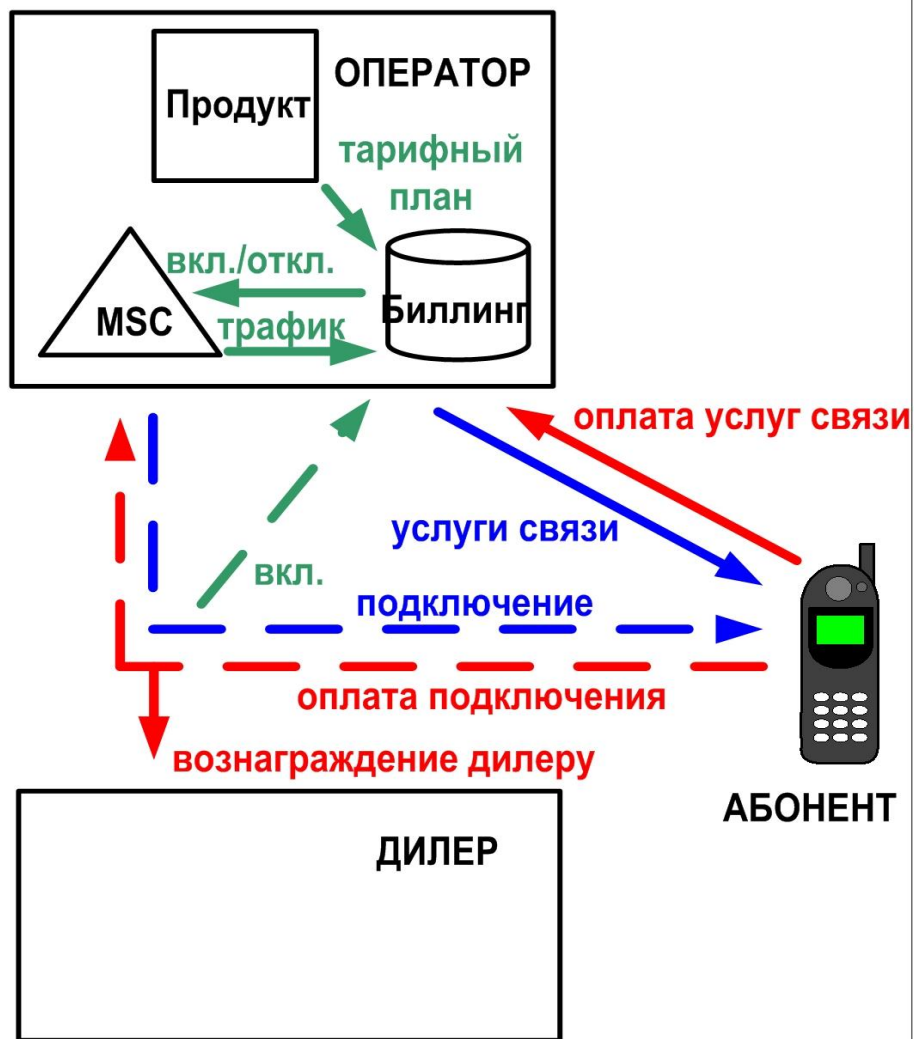 ОПЕРАТОР
Продукт
тарифный
план
вкл./откл.
MSC
Биллинг
трафик
оплата услуг связи
услуги связи
вкл.
подключение
оплата подключения
вознаграждение дилеру
АБОНЕНТ
ДИЛЕР